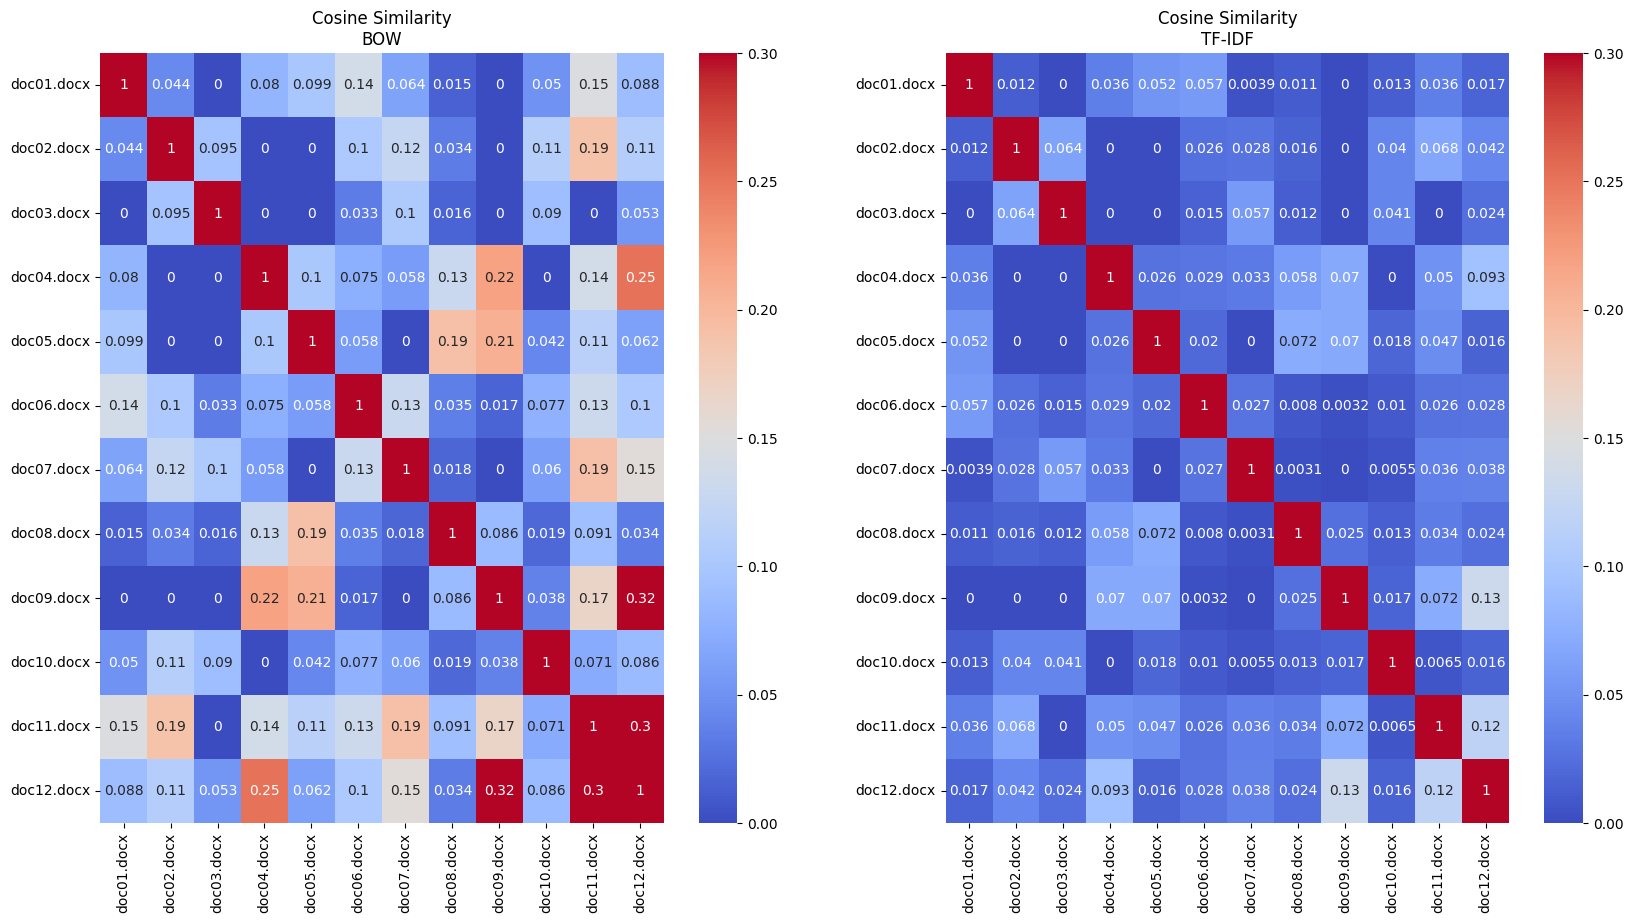 Cosine Similarity
BOW
doc01.docx 1 0.044 0 0.08 0.099 0.14 0.064 0.015 0 0.05 0.15 0.088
doc02.docx 0.044 1 0.095 0 0 0.1 0.12 0.034 0 0.11 0.19 0.11
doc03.docx 0 0.095 1 0 0 0.033 0.1 0.016 0 0.09 0 0.053
doc04.docx 0.08 0 0 1 0.1 0.075 0.058 0.13 0.22 0 0.14 0.25
doc05.docx 0.099 0 0 0.1 1 0.058 0 0.19 0.21 0.042 0.11 0.062
doc06.docx 0.14 0.1 0.033 0.075 0.058 1 0.13 0.035 0.017 0.077 0.13 0.1
doc07.docx 0.064 0.12 0.1 0.058 0 0.13 1 0.018 0 0.06 0.19 0.15
doc08.docx 0.015 0.034 0.016 0.13 0.19 0.035 0.018 1 0.086 0.019 0.091 0.034
doc09.docx 0 0 0 0.22 0.21 0.017 0 0.086 1 0.038 0.17 0.32
doc10.docx 0.05 0.11 0.09 0 0.042 0.077 0.06 0.019 0.038 1 0.071 0.086
doc11.docx 0.15 0.19 0 0.14 0.11 0.13 0.19 0.091 0.17 0.071 1 0.3
doc12.docx 0.088 0.11 0.053 0.25 0.062 0.1 0.15 0.034 0.32 0.086 0.3 1
doc01.docx doc02.docx doc03.docx doc04.docx doc05.docx doc06.docx doc07.docx doc08.docx doc09.docx doc10.docx doc11.docx doc12.docx
0.30
0.25
0.20
0.15
0.10
0.05
0.00
Cosine Similarity
TF-IDF
doc01.docx 1 0.012 0 0.036 0.052 0.057 0.0039 0.011 0 0.013 0.036 0.017
doc02.docx 0.012 1 0.064 0 0 0.026 0.028 0.016 0 0.04 0.068 0.042
doc03.docx 0 0.064 1 0 0 0.015 0.057 0.012 0 0.041 0 0.024
doc04.docx 0.036 0 0 1 0.026 0.029 0.033 0.058 0.07 0 0.05 0.093
doc05.docx 0.052 0 0 0.026 1 0.02 0 0.072 0.07 0.018 0.047 0.016
doc06.docx 0.057 0.026 0.015 0.029 0.02 1 0.027 0.008 0.0032 0.01 0.026 0.028
doc07.docx 0.0039 0.028 0.057 0.033 0 0.027 1 0.0031 0 0.0055 0.036 0.038
doc08.docx 0.011 0.016 0.012 0.058 0.072 0.008 0.0031 1 0.025 0.013 0.034 0.024
doc09.docx 0 0 0 0.07 0.07 0.0032 0 0.025 1 0.017 0.072 0.13
doc10.docx 0.013 0.04 0.041 0 0.018 0.01 0.0055 0.013 0.017 1 0.0065 0.016
doc11.docx 0.036 0.068 0 0.05 0.047 0.026 0.036 0.034 0.072 0.0065 1 0.12
doc12.docx 0.017 0.042 0.024 0.093 0.016 0.028 0.038 0.024 0.13 0.016 0.12 1
doc01.docx doc02.docx doc03.docx doc04.docx doc05.docx doc06.docx doc07.docx doc08.docx doc09.docx doc10.docx doc11.docx doc12.docx
0.30
0.25
0.20
0.15
0.10
0.05
0.00